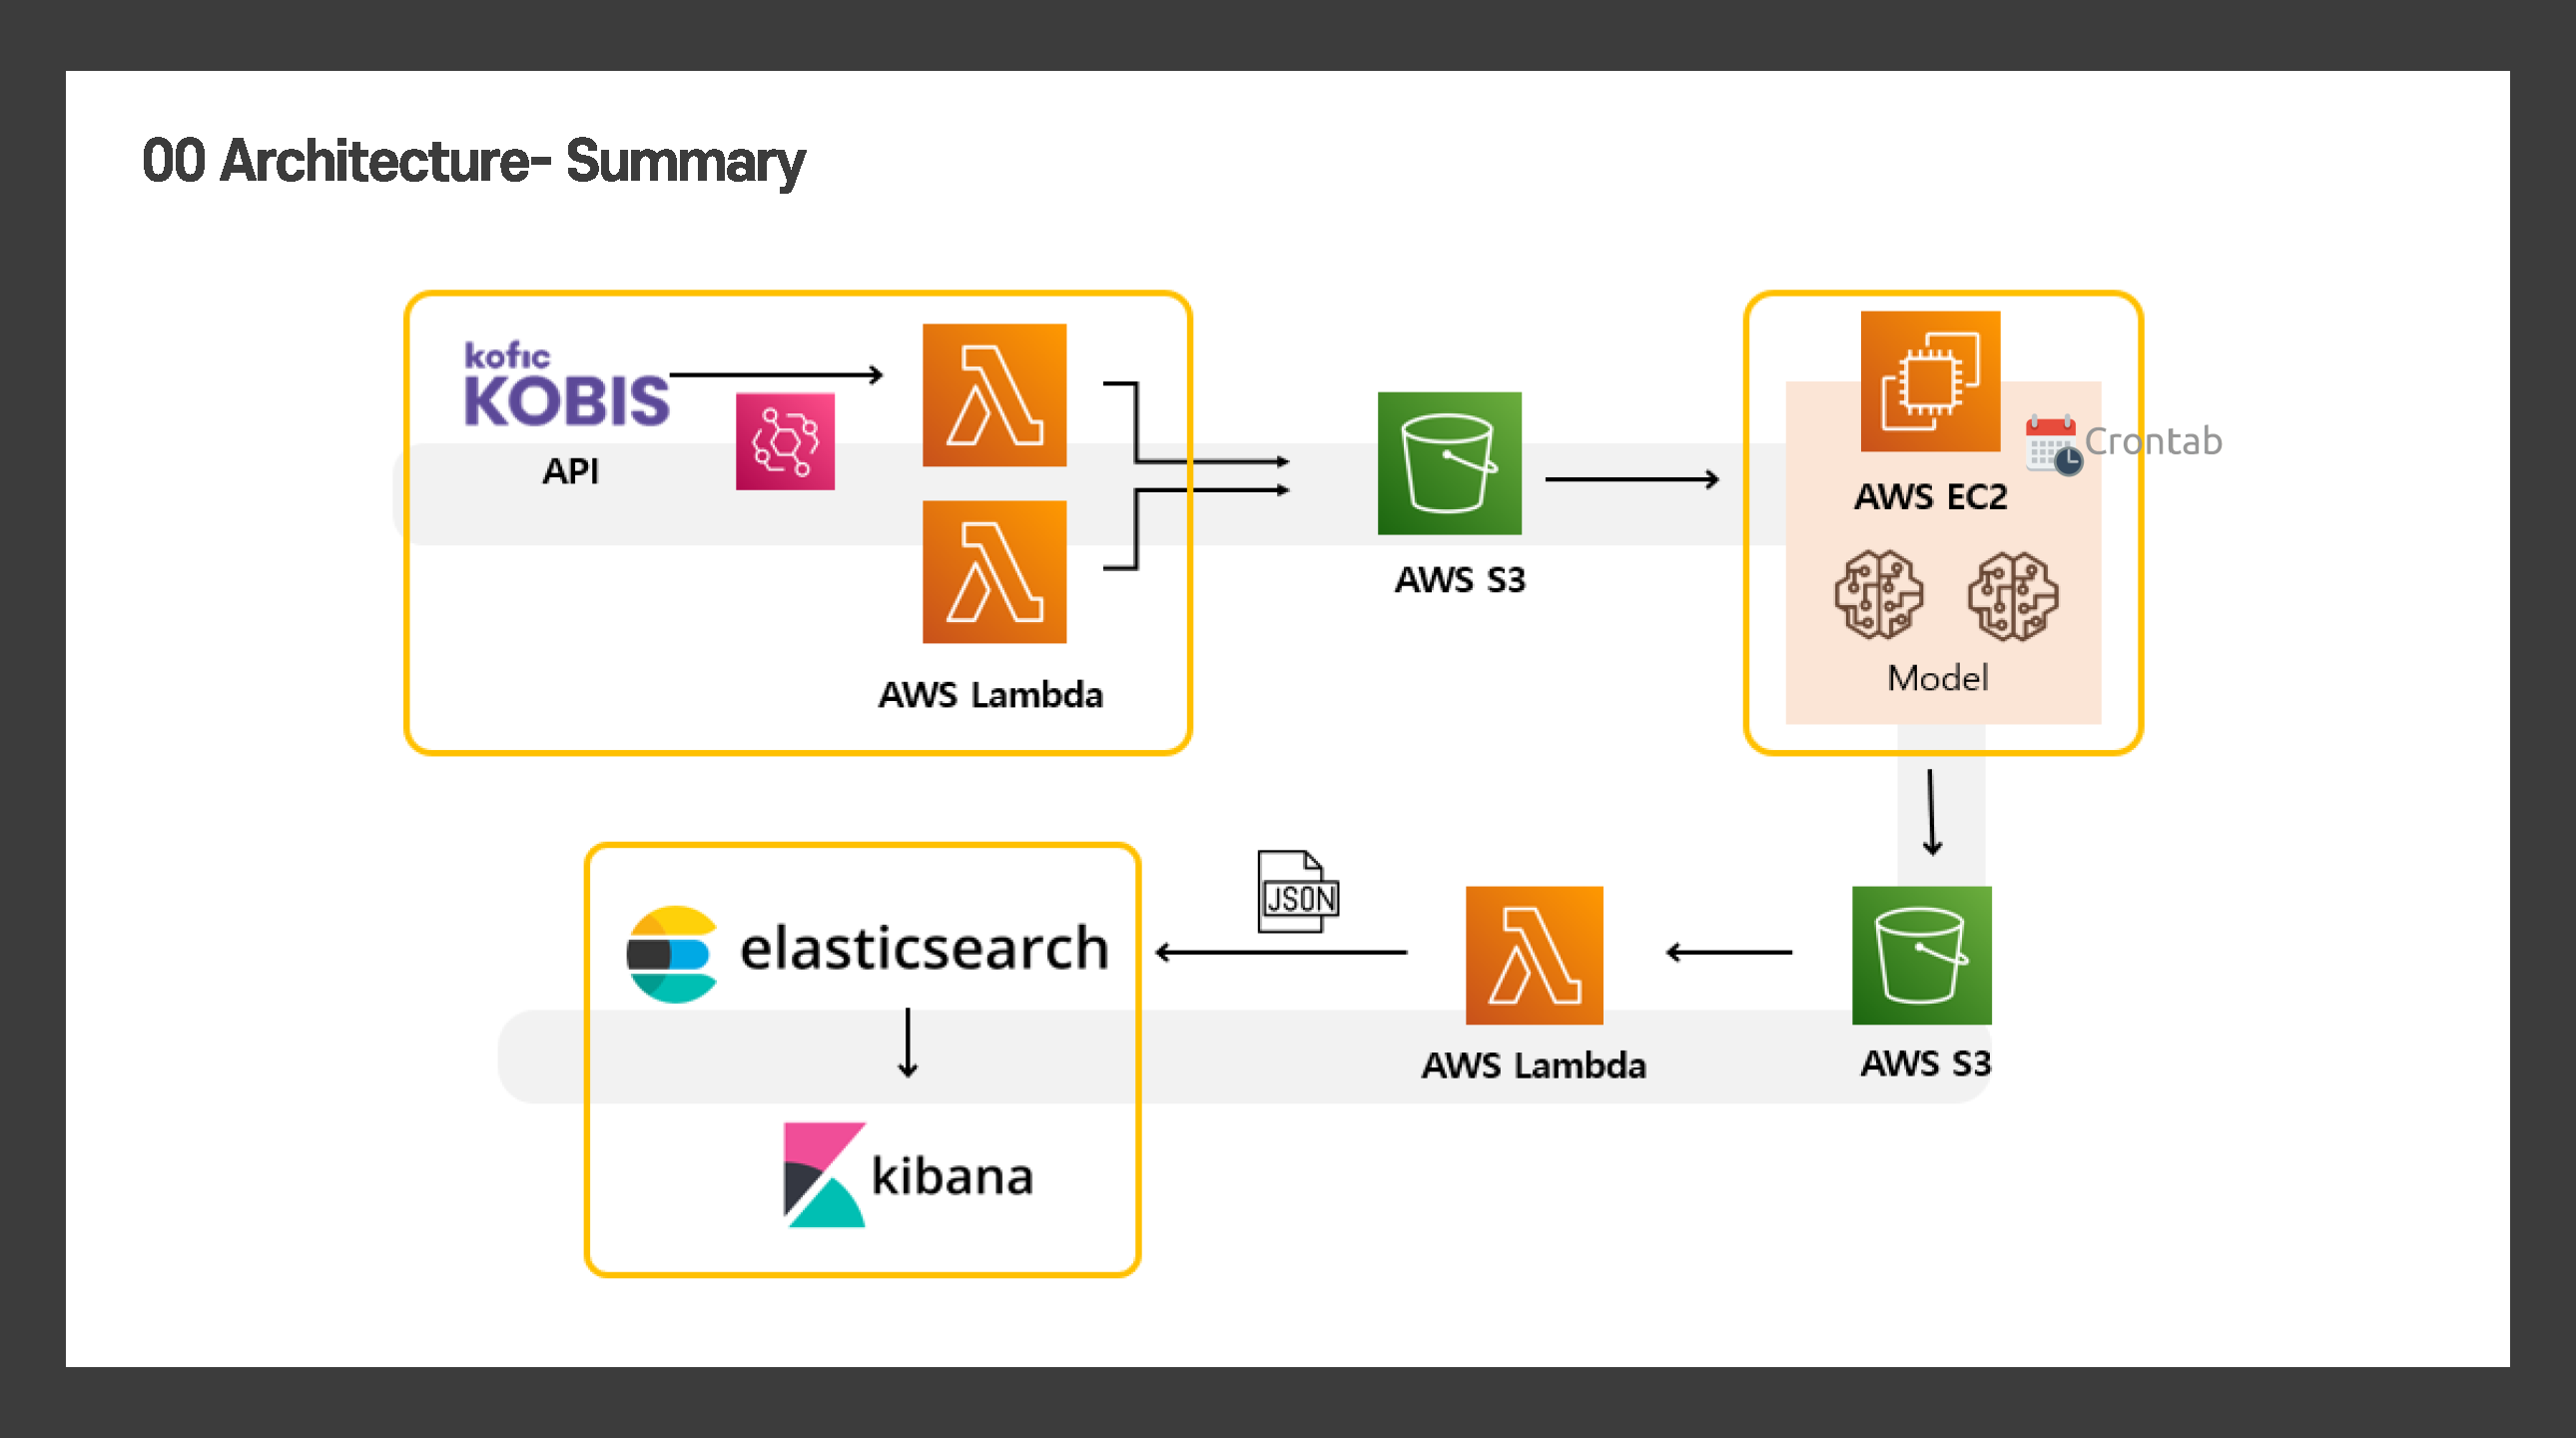 00 Architecture- Summary
kofic
KOBIS
API
AWS Lambda
AWS S3
AWS EC2
Crontab
Model
elasticsearch
kibana
JSON
AWS Lambda
AWS S3